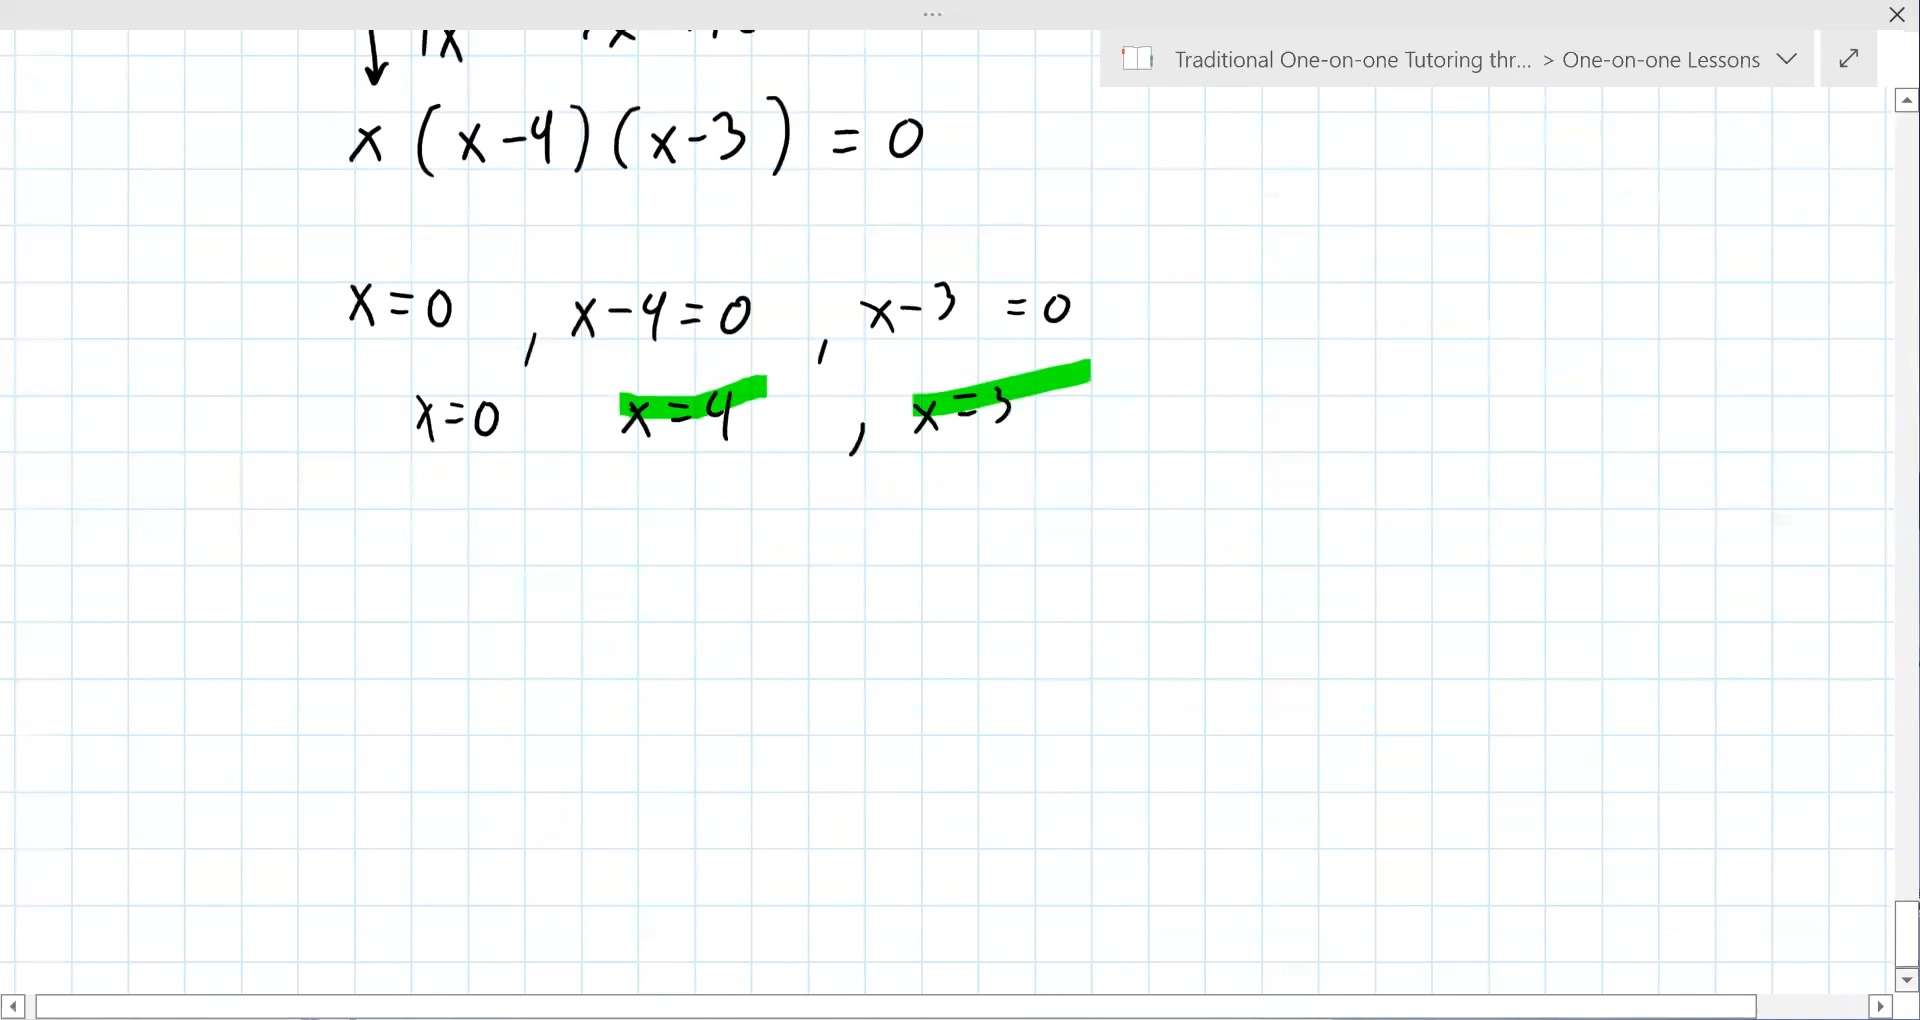 ...
Traditional One-on-one Tutoring thr... > One-on-one Lessons
x (x-4)(x-3) = 0
x=0 , x-4=0 , x-3 =0
x=0 x=4 , x=3